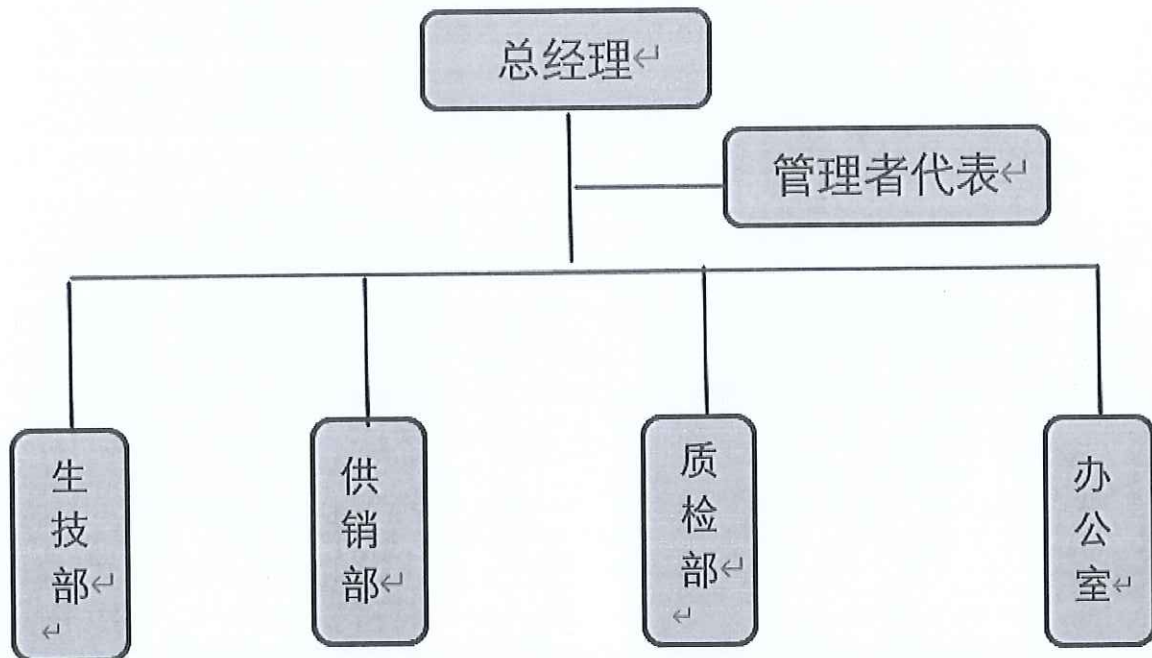 总经理
管理者代表
生技部
供销部
质检部
办公室